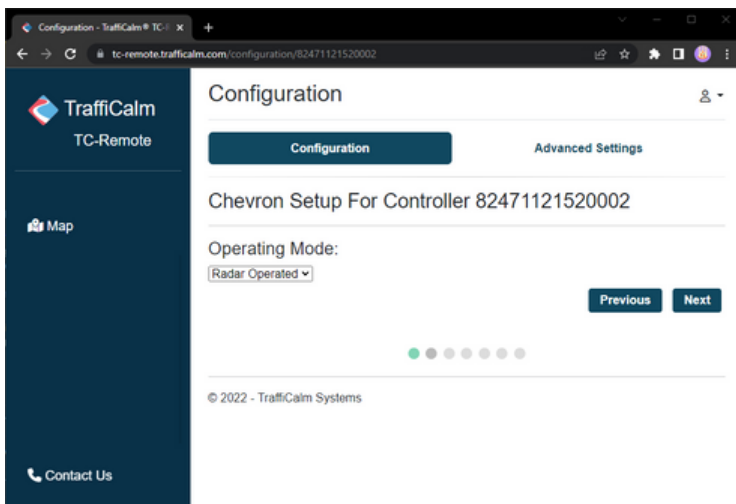 Configuration - TraffiCalm® TC-
tc-remote.trafficalm.com/configuration/82471121520002
TraffiCalm
TC-Remote
Map
Contact Us
Configuration
Configuration
Advanced Settings
Chevron Setup For Controller 82471121520002
Operating Mode:
Radar Operated
Previous
Next
© 2022 - TraffiCalm Systems